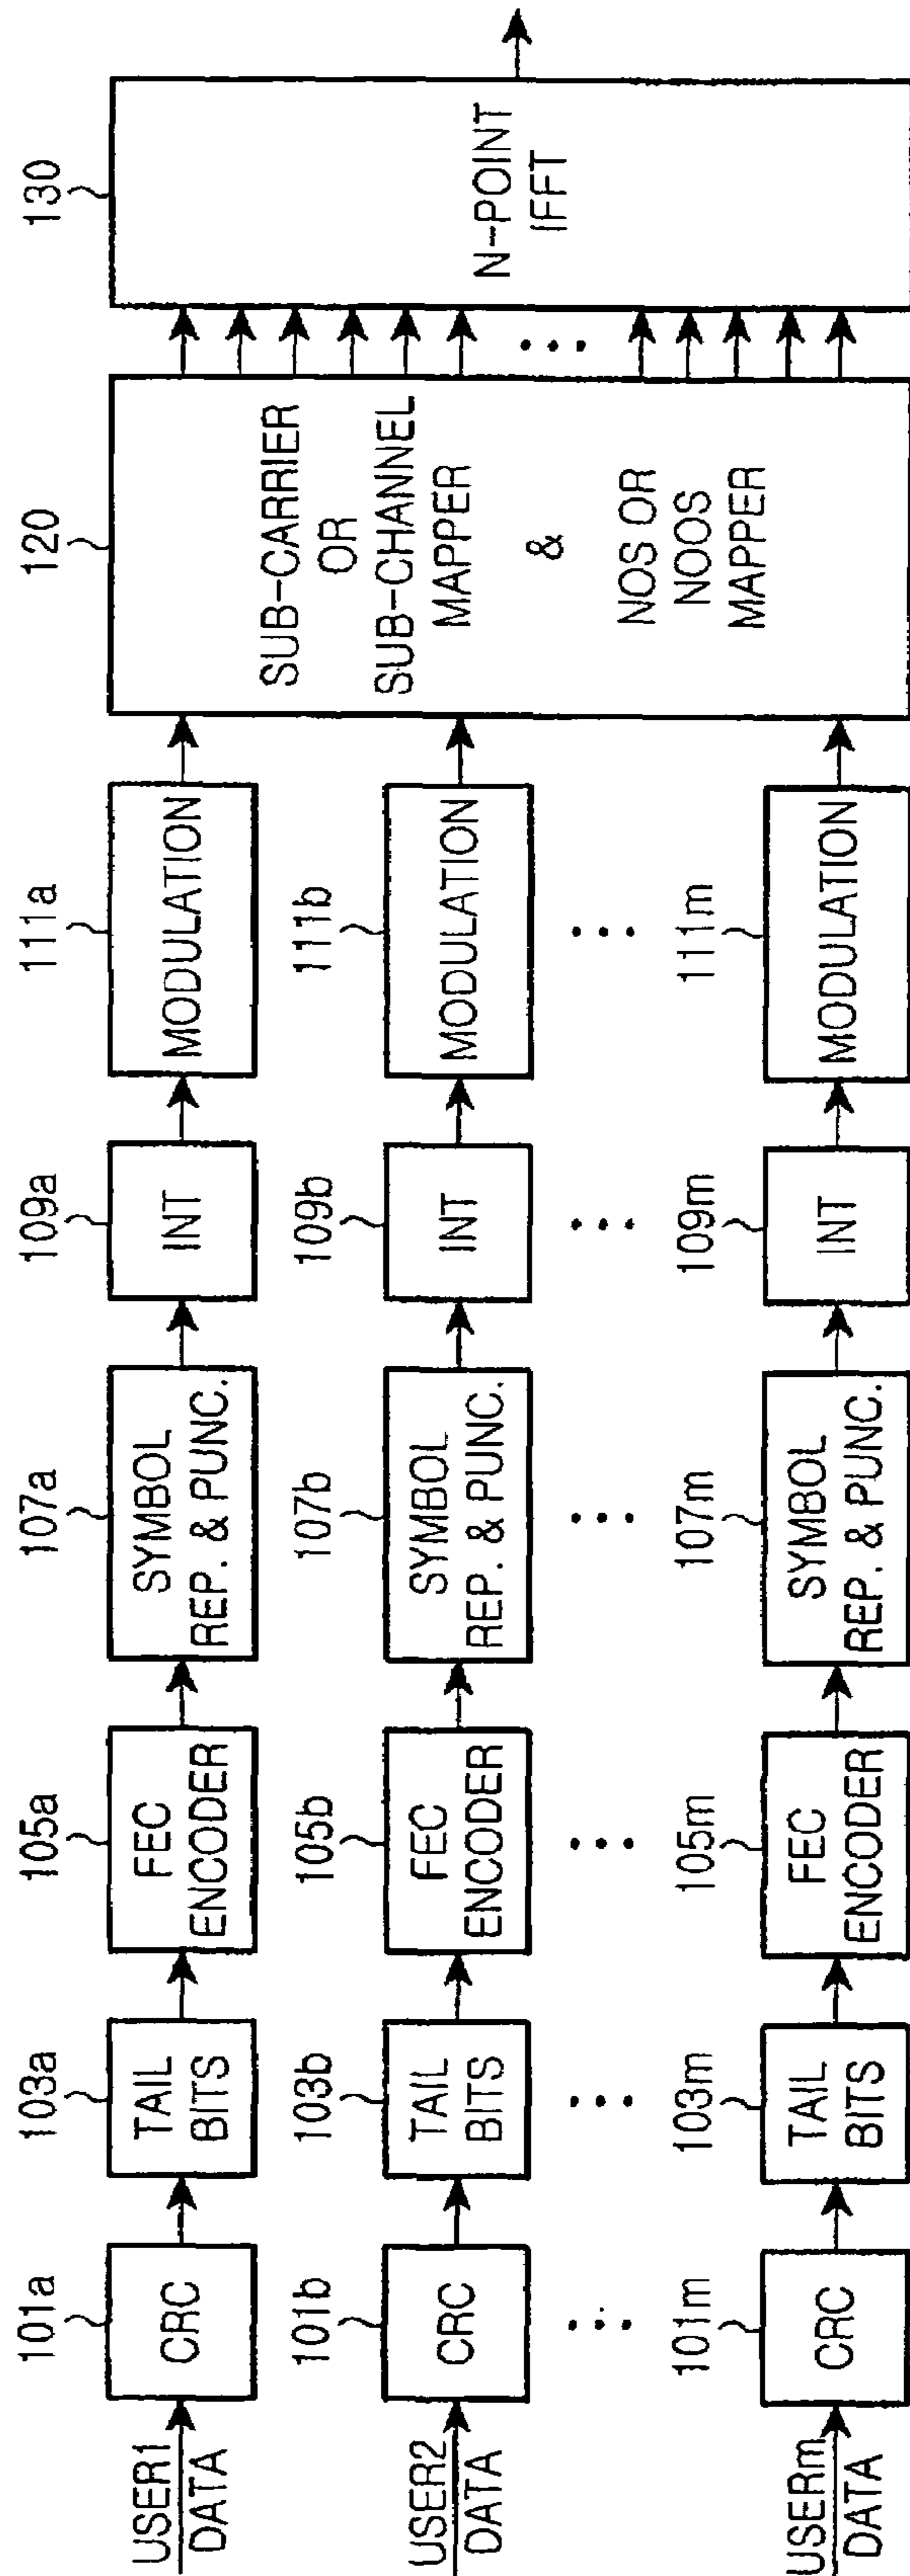 101a
103a
105a
107a
109a
111a
120
130
USER1
DATA
CRC
TAIL
BITS
FEC
ENCODER
SYMBOL
REP. & PUNC.
INT
MODULATION
SUB-CARRIER
OR
SUB-CHANNEL
MAPPER
&
NOS OR
NOOS
MAPPER
N-POINT
IFFT
101b
103b
105b
107b
109b
111b
USER2
DATA
CRC
TAIL
BITS
FEC
ENCODER
SYMBOL
REP. & PUNC.
INT
MODULATION
101m
103m
105m
107m
109m
111m
USERm
DATA
CRC
TAIL
BITS
FEC
ENCODER
SYMBOL
REP. & PUNC.
INT
MODULATION